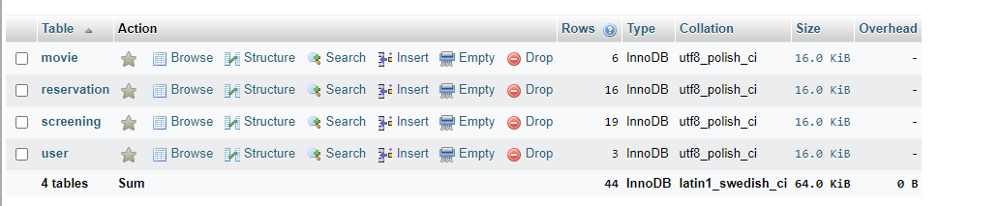 Table Action Rows Type Collation Size Overhead
movie Browse Structure Search Insert Empty Drop 6 InnoDB utf8_polish_ci 16.0 KiB -
reservation Browse Structure Search Insert Empty Drop 16 InnoDB utf8_polish_ci 16.0 KiB -
screening Browse Structure Search Insert Empty Drop 19 InnoDB utf8_polish_ci 16.0 KiB -
user Browse Structure Search Insert Empty Drop 3 InnoDB utf8_polish_ci 16.0 KiB -
4 tables Sum 44 InnoDB latin1_swedish_ci 64.0 KiB 0 B